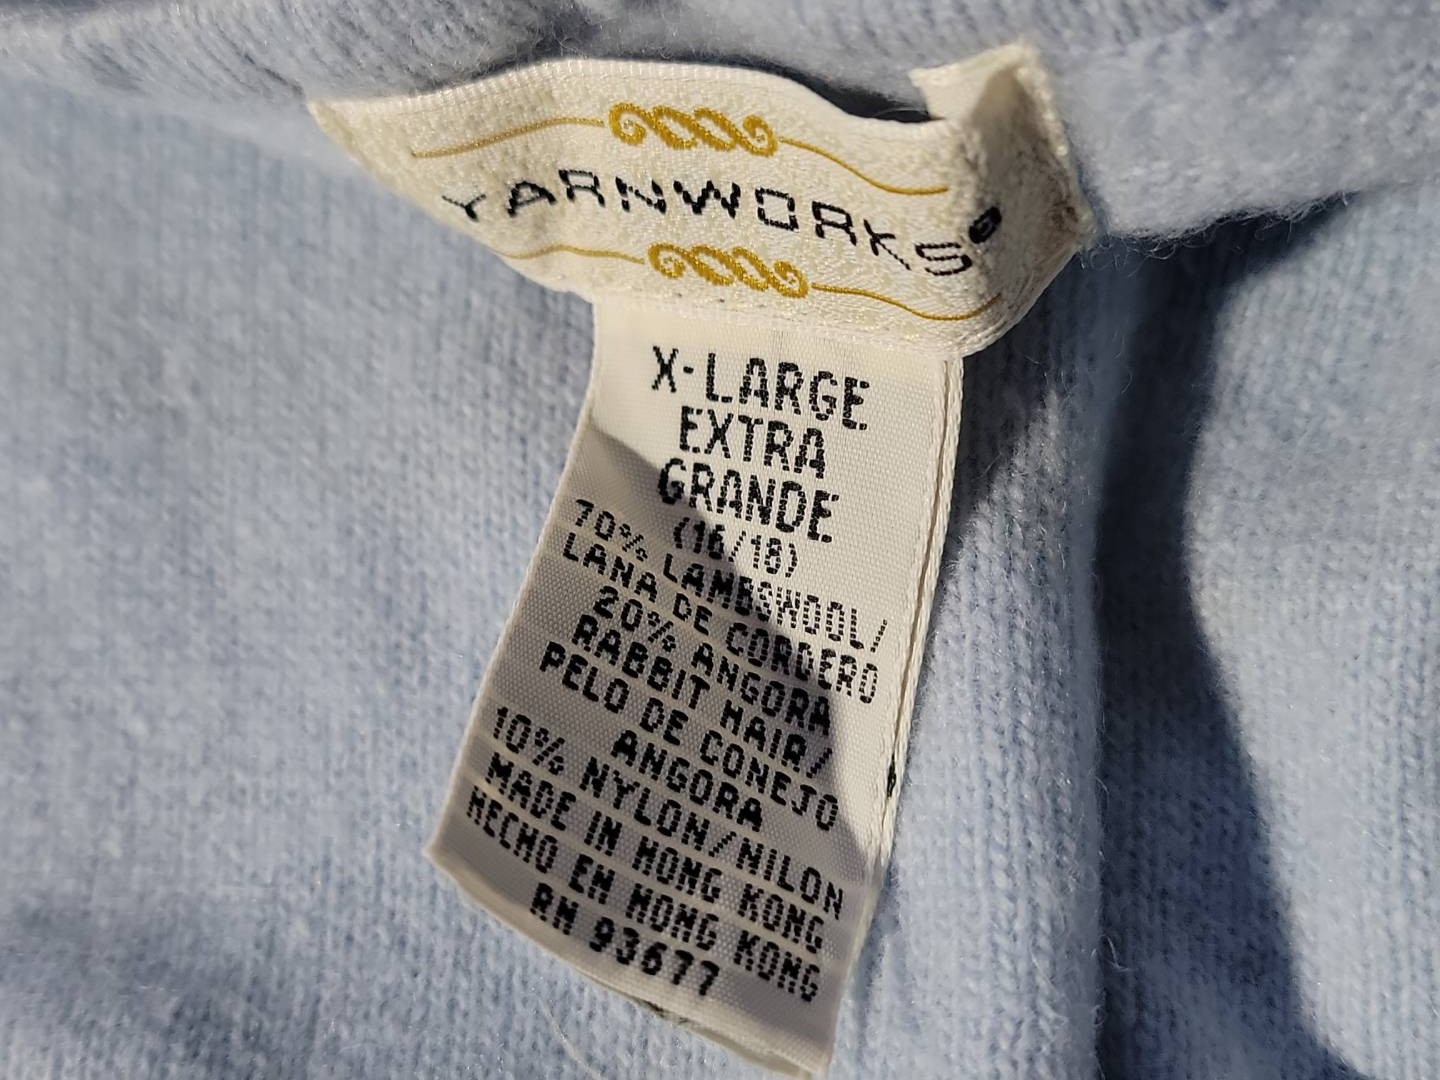 YARNWORKS®
X-LARGE
EXTRA
GRANDE
(16/18)
70% LAMBSWOOL/
LANA DE CORDERO
20% ANGORA
RABBIT HAIR/
PELO DE CONEJO
ANGORA
10% NYLON/NILON
MADE IN HONG KONG
HECHO EN HONG KONG
RN 93677